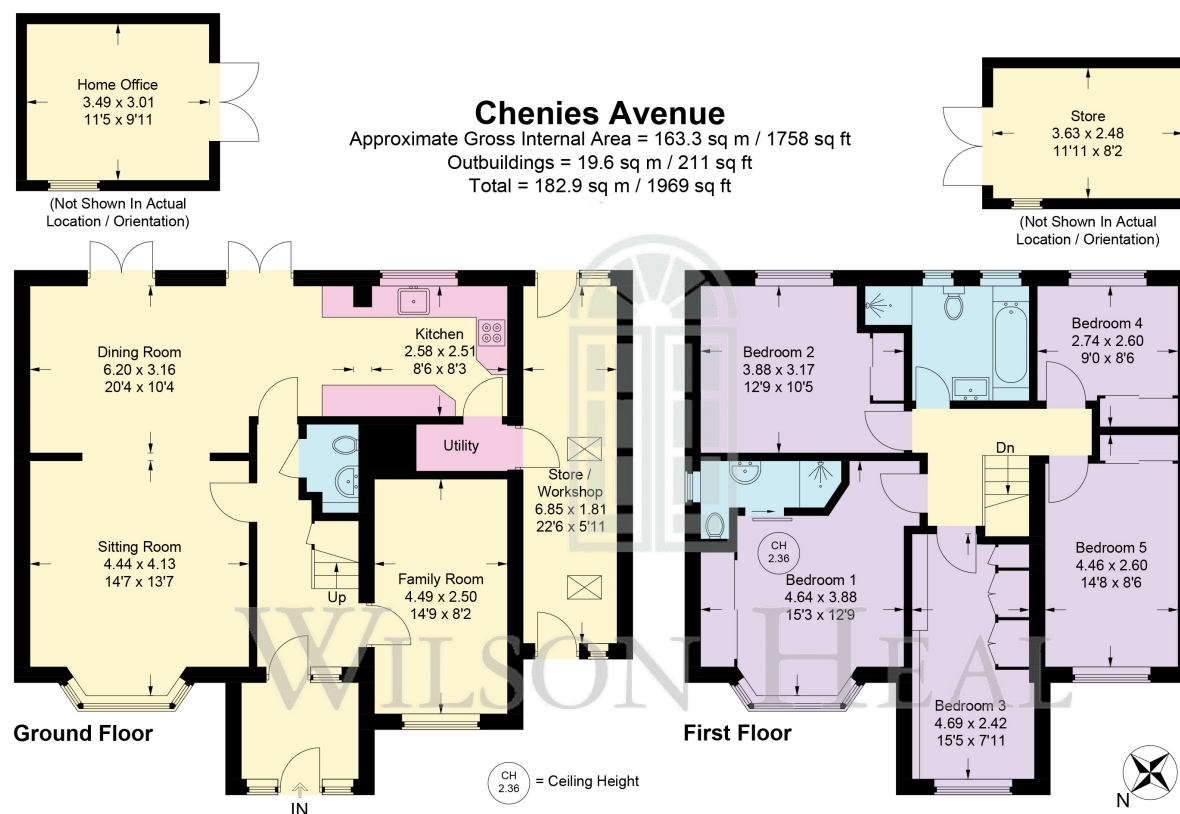 Chenies Avenue
Approximate Gross Internal Area = 163.3 sq m / 1758 sq ft
Outbuildings = 19.6 sq m / 211 sq ft
Total = 182.9 sq m / 1969 sq ft
Home Office
3.49 x 3.01
11'5 x 9'11
(Not Shown In Actual
Location / Orientation)
Store
3.63 x 2.48
11'11 x 8'2
(Not Shown In Actual
Location / Orientation)
Dining Room
6.20 x 3.16
20'4 x 10'4
Kitchen
2.58 x 2.51
8'6 x 8'3
Utility
Store /
Workshop
6.85 x 1.81
22'6 x 5'11
Sitting Room
4.44 x 4.13
14'7 x 13'7
Up
Family Room
4.49 x 2.50
14'9 x 8'2
Ground Floor
IN
Bedroom 2
3.88 x 3.17
12'9 x 10'5
Bedroom 4
2.74 x 2.60
9'0 x 8'6
Dn
CH
2.36
Bedroom 1
4.64 x 3.88
15'3 x 12'9
Bedroom 5
4.46 x 2.60
14'8 x 8'6
Bedroom 3
4.69 x 2.42
15'5 x 7'11
First Floor
CH
2.36
= Ceiling Height
N
WILSON HEAL